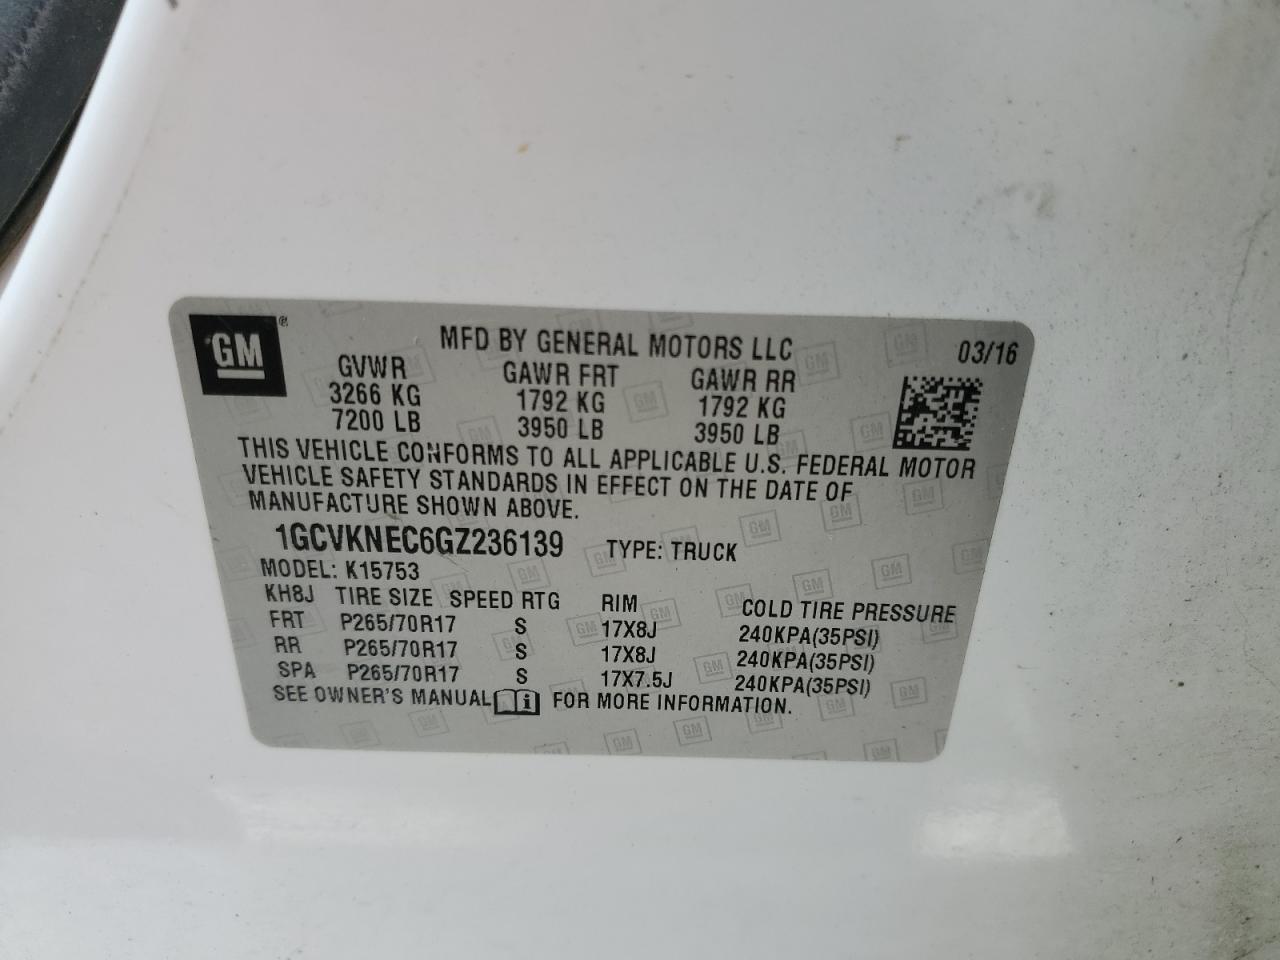 GM ®
MFD BY GENERAL MOTORS LLC 03/16
GVWR GAWR FRT GAWR RR
3266 KG 1792 KG 1792 KG
7200 LB 3950 LB 3950 LB
THIS VEHICLE CONFORMS TO ALL APPLICABLE U.S. FEDERAL MOTOR
VEHICLE SAFETY STANDARDS IN EFFECT ON THE DATE OF
MANUFACTURE SHOWN ABOVE.
1GCVKNEC6GZ236139 TYPE: TRUCK
MODEL: K15753
KH8J TIRE SIZE SPEED RTG RIM COLD TIRE PRESSURE
FRT P265/70R17 S 17X8J 240KPA(35PSI)
RR P265/70R17 S 17X8J 240KPA(35PSI)
SPA P265/70R17 S 17X7.5J 240KPA(35PSI)
SEE OWNER'S MANUAL i FOR MORE INFORMATION.